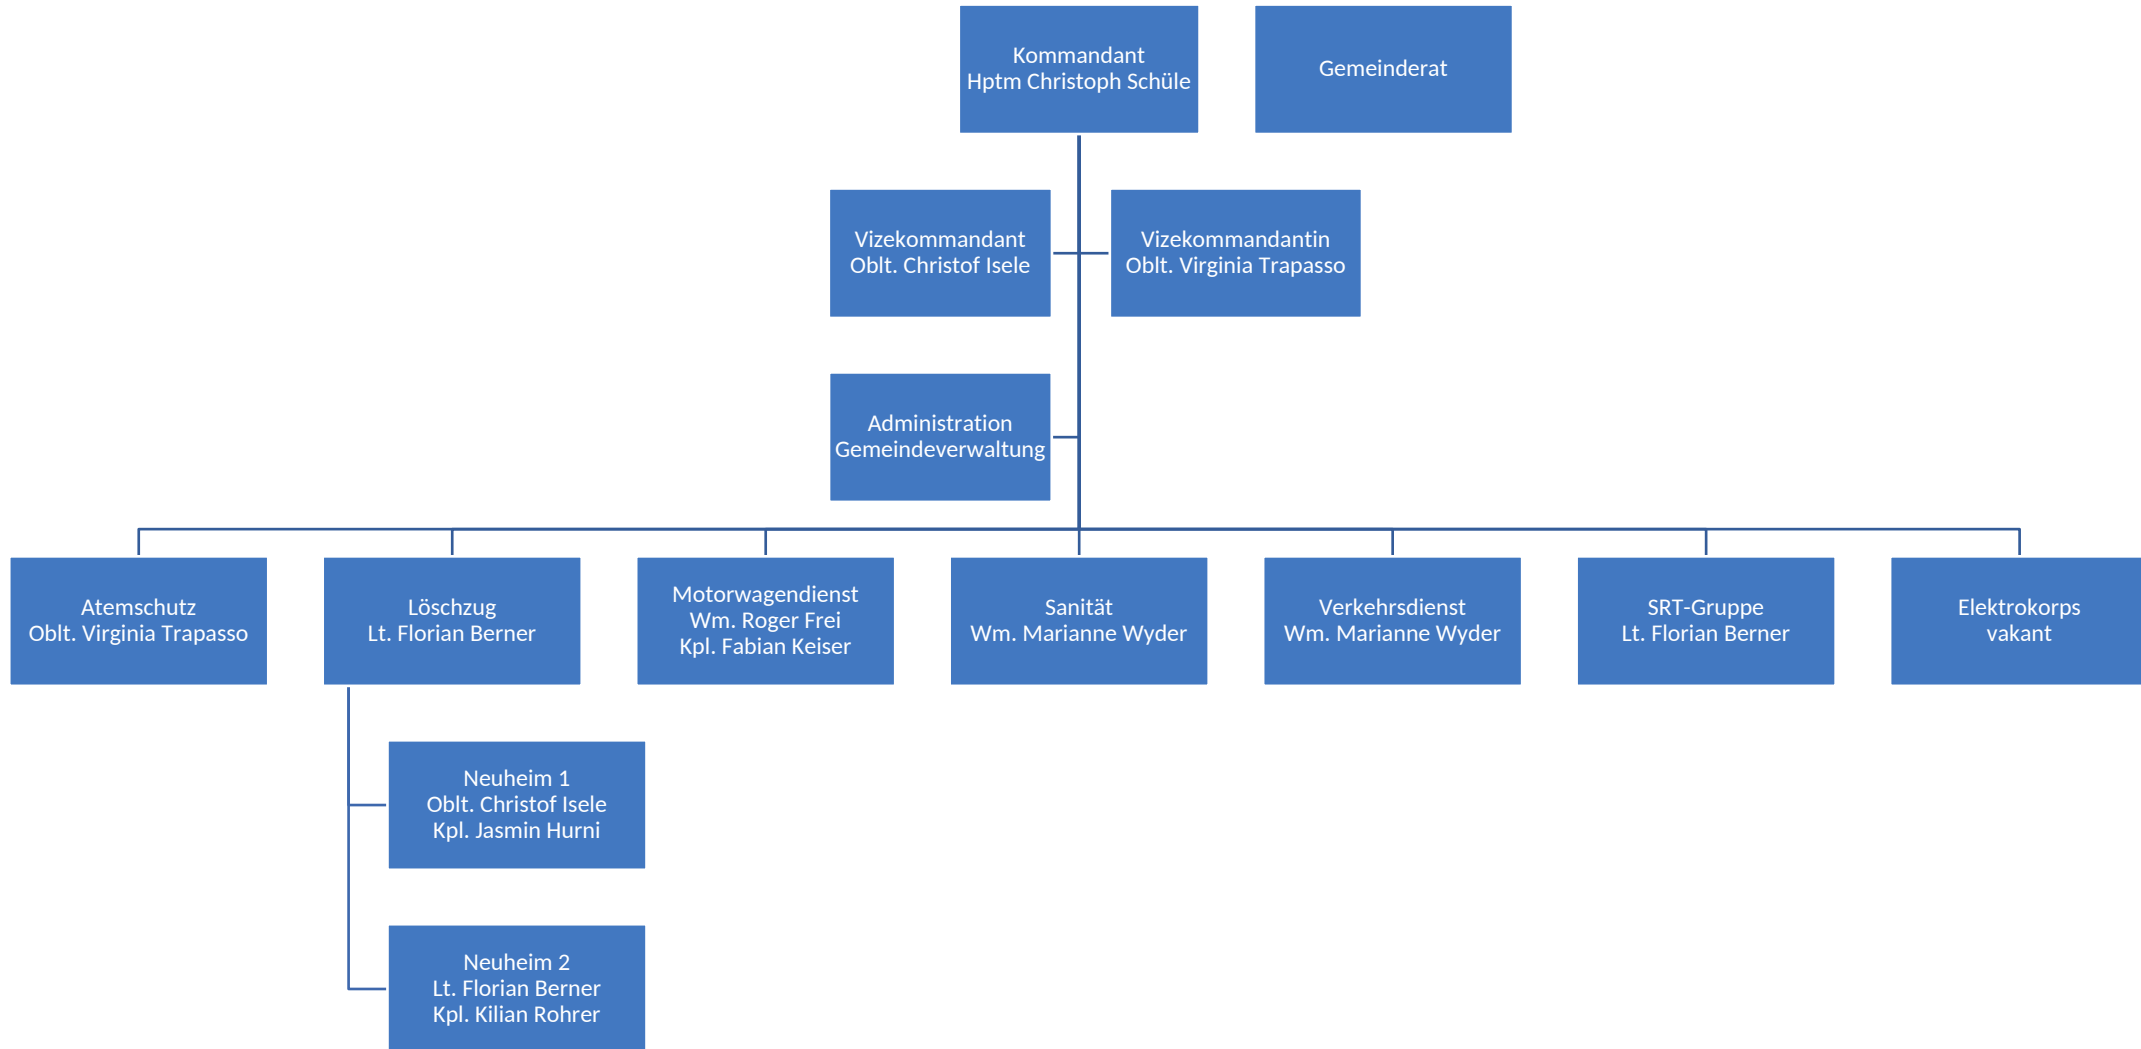 Kommandant
Hptm Christoph Schüle
Gemeinderat
Vizekommandant
Oblt. Christof Isele
Vizekommandantin
Oblt. Virginia Trapasso
Administration
Gemeindeverwaltung
Atemschutz
Oblt. Virginia Trapasso
Löschzug
Lt. Florian Berner
Motorwagendienst
Wm. Roger Frei
Kpl. Fabian Keiser
Sanität
Wm. Marianne Wyder
Verkehrsdienst
Wm. Marianne Wyder
SRT-Gruppe
Lt. Florian Berner
Elektrokorps
vakant
Neuheim 1
Oblt. Christof Isele
Kpl. Jasmin Hurni
Neuheim 2
Lt. Florian Berner
Kpl. Kilian Rohrer